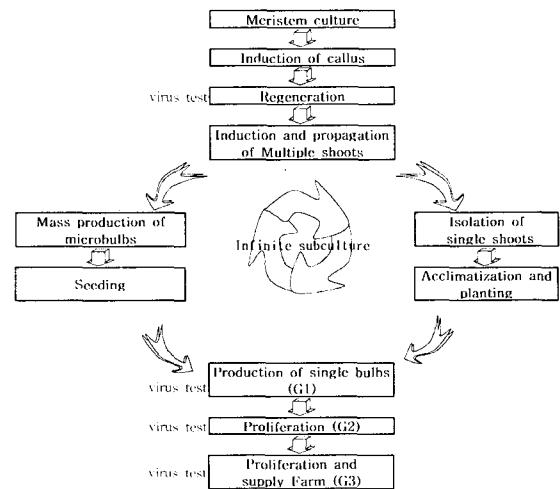 Meristem culture
Induction of callus
virus test
Regeneration
Induction and propagation
of Multiple shoots
Mass production of
microbulbs
Seeding
Infinite subculture
Isolation of
single shoots
Acclimatization and
planting
virus test
Production of single bulbs
(G1)
virus test
Proliferation (G2)
virus test
Proliferation and
supply Farm (G3)